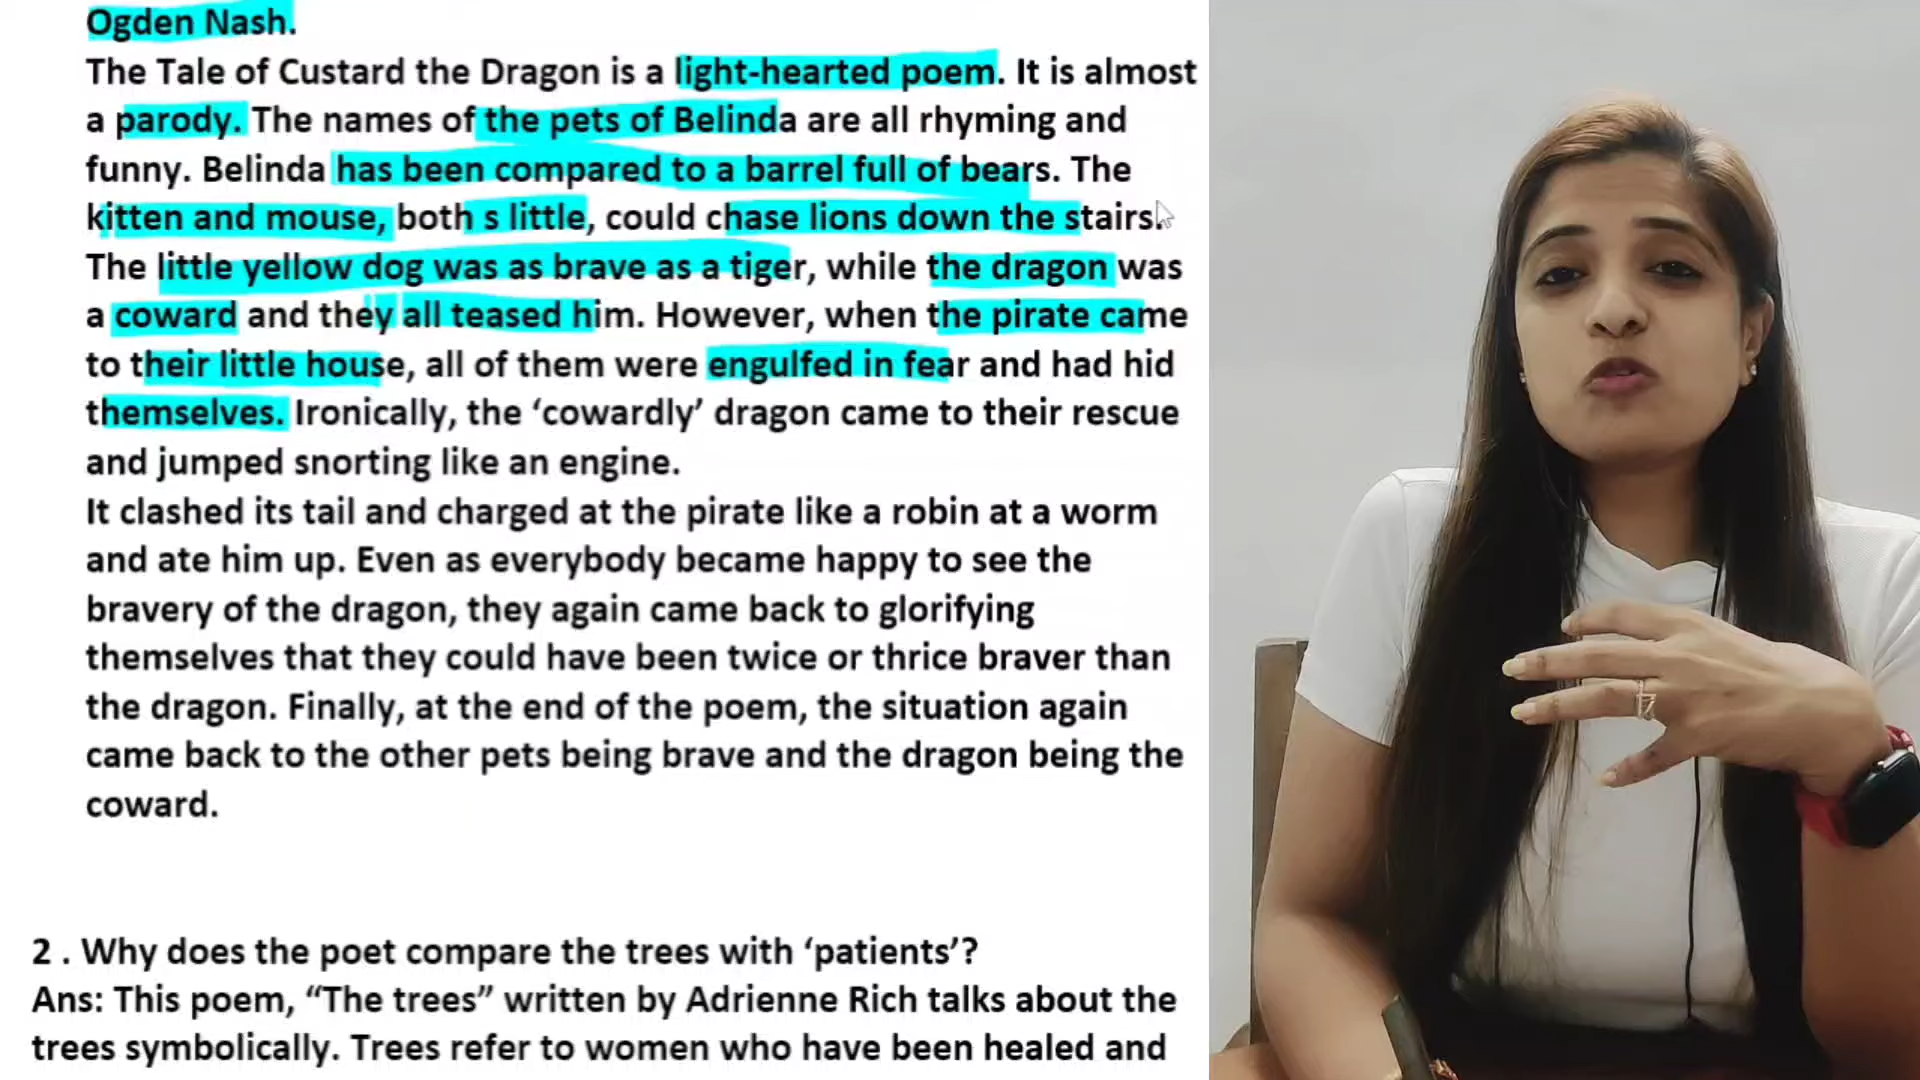 Ogden Nash.
The Tale of Custard the Dragon is a light-hearted poem. It is almost
a parody. The names of the pets of Belinda are all rhyming and
funny. Belinda has been compared to a barrel full of bears. The
kitten and mouse, both s little, could chase lions down the stairs.
The little yellow dog was as brave as a tiger, while the dragon was
a coward and they all teased him. However, when the pirate came
to their little house, all of them were engulfed in fear and had hid
themselves. Ironically, the ‘cowardly’ dragon came to their rescue
and jumped snorting like an engine.
It clashed its tail and charged at the pirate like a robin at a worm
and ate him up. Even as everybody became happy to see the
bravery of the dragon, they again came back to glorifying
themselves that they could have been twice or thrice braver than
the dragon. Finally, at the end of the poem, the situation again
came back to the other pets being brave and the dragon being the
coward.
2 . Why does the poet compare the trees with ‘patients’?
Ans: This poem, “The trees” written by Adrienne Rich talks about the
trees symbolically. Trees refer to women who have been healed and